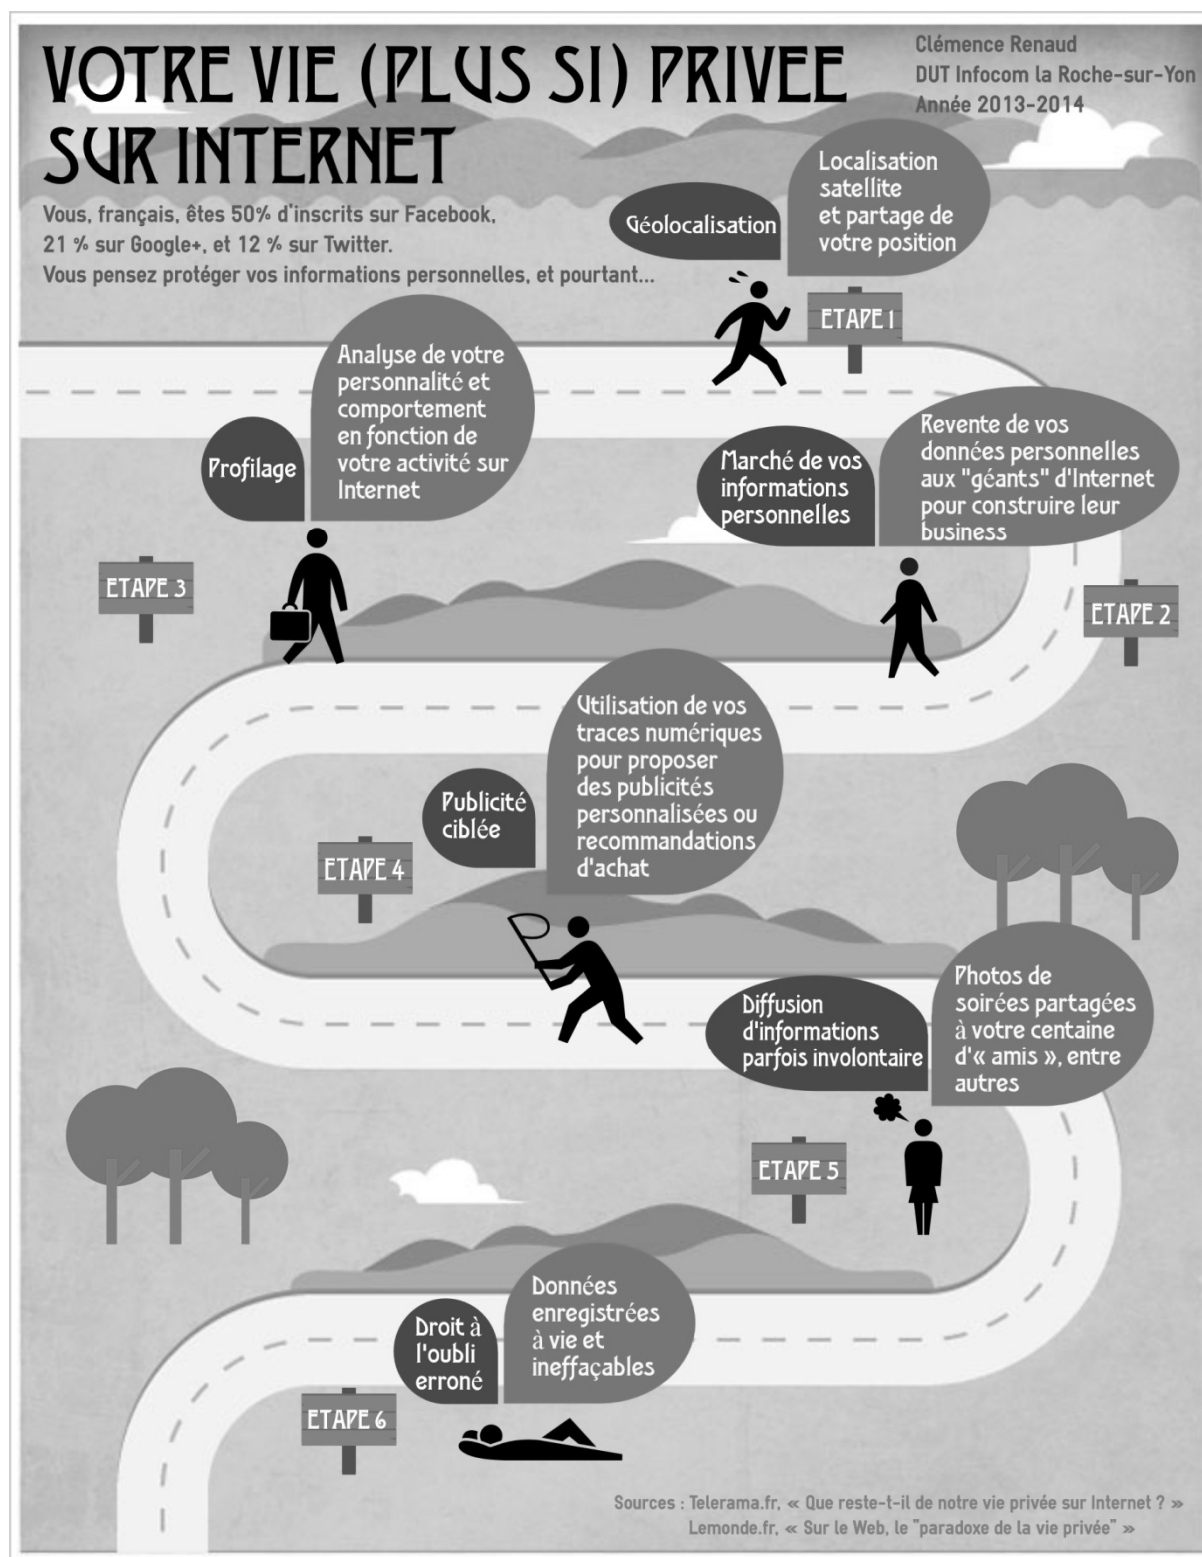 VOTRE VIE (PLUS SI) PRIVEE
SUR INTERNET
Clémence Renaud
DUT Infocom la Roche-sur-Yon
Année 2013-2014
Vous, français, êtes 50% d'inscrits sur Facebook,
21 % sur Google+, et 12 % sur Twitter.
Vous pensez protéger vos informations personnelles, et pourtant...
Géolocalisation
Localisation
satellite
et partage de
votre position
ETAPE 1
Marché de vos
informations
personnelles
Revente de vos
données personnelles
aux "géants" d'Internet
pour construire leur
business
ETAPE 2
Profilage
Analyse de votre
personnalité et
comportement
en fonction de
votre activité sur
Internet
ETAPE 3
Publicité
ciblée
Utilisation de vos
traces numériques
pour proposer
des publicités
personnalisées ou
recommandations
d'achat
ETAPE 4
Diffusion
d'informations
parfois involontaire
Photos de
soirées partagées
à votre centaine
d'« amis », entre
autres
ETAPE 5
Droit à
l'oubli
erroné
Données
enregistrées
à vie et
ineffaçables
ETAPE 6
Sources : Telerama.fr, « Que reste-t-il de notre vie privée sur Internet ? »
Lemonde.fr, « Sur le Web, le "paradoxe de la vie privée" »